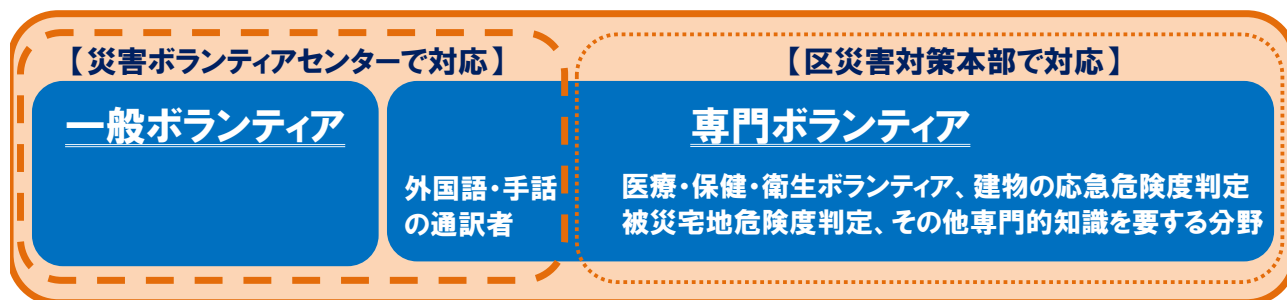 【災害ボランティアセンターで対応】
【区災害対策本部で対応】
一般ボランティア
専門ボランティア
外国語・手話
の通訳者
医療・保健・衛生ボランティア、建物の応急危険度判定
被災宅地危険度判定、その他専門的知識を要する分野